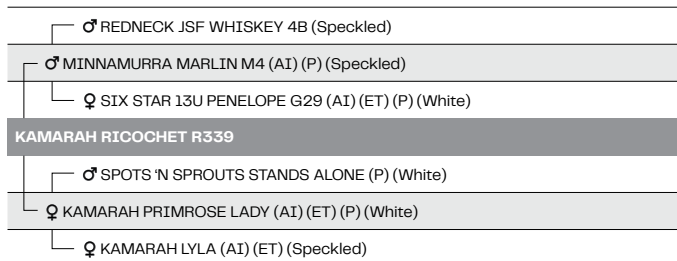 ♂ REDNECK JSF WHISKEY 4B (Speckled)
♂ MINNAMURRA MARLIN M4 (AI) (P) (Speckled)
♀ SIX STAR 13U PENELOPE G29 (AI) (ET) (P) (White)
KAMARAH RICOCHET R339
♂ SPOTS ‘N SPROUTS STANDS ALONE (P) (White)
♀ KAMARAH PRIMROSE LADY (AI) (ET) (P) (White)
♀ KAMARAH LYLA (AI) (ET) (Speckled)